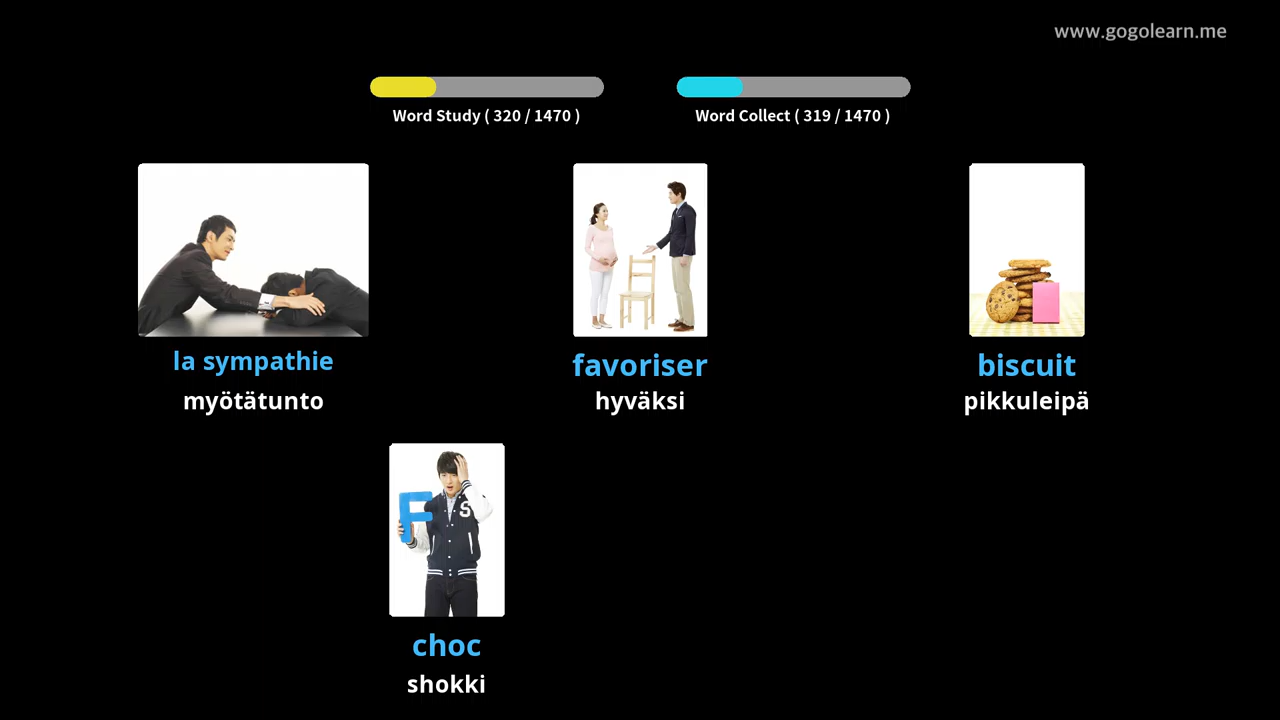 www.gogolearn.me
Word Study ( 320 / 1470 )
Word Collect ( 319 / 1470 )
la sympathie
myötätunto
favoriser
hyväksi
biscuit
pikkuleipä
F
S
choc
shokki